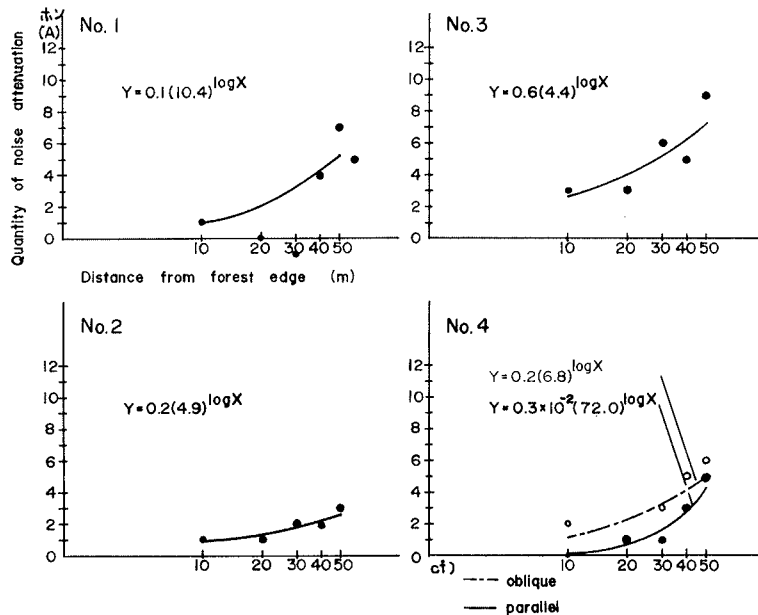 ホン
(A)
Quantity of noise attenuation
No. 1
12
10
8
6
4
2
0
Y=0.1(10.4)^logX
10 20 30 40 50
Distance from forest edge (m)
No. 3
12
10
8
6
4
2
0
Y=0.6(4.4)^logX
10 20 30 40 50
No. 2
12
10
8
6
4
2
0
Y=0.2(4.9)^logX
10 20 30 40 50
No. 4
12
10
8
6
4
2
0
Y=0.2(6.8)^logX
Y=0.3×10^-2(72.0)^logX
10 20 30 40 50
cf)
oblique
parallel